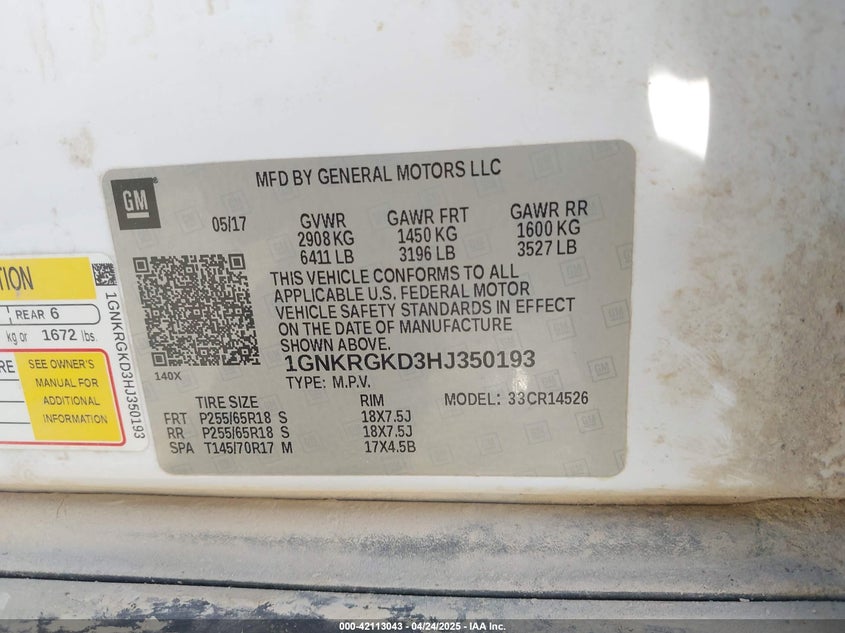 MFD BY GENERAL MOTORS LLC
GM
05/17
GVWR GAWR FRT GAWR RR
2908 KG 1450 KG 1600 KG
6411 LB 3196 LB 3527 LB
THIS VEHICLE CONFORMS TO ALL
APPLICABLE U.S. FEDERAL MOTOR
VEHICLE SAFETY STANDARDS IN EFFECT
ON THE DATE OF MANUFACTURE
SHOWN ABOVE.
1GNKRGKD3HJ350193
140X
TYPE: M.P.V.
TIRE SIZE RIM MODEL: 33CR14526
FRT P255/65R18 S 18X7.5J
RR P255/65R18 S 18X7.5J
SPA T145/70R17 M 17X4.5B
REAR 6
kg or 1672 lbs.
SEE OWNER'S
MANUAL FOR
ADDITIONAL
INFORMATION
1GNKRGKD3HJ350193
000-42113043 - 04/24/2025 - IAA Inc.